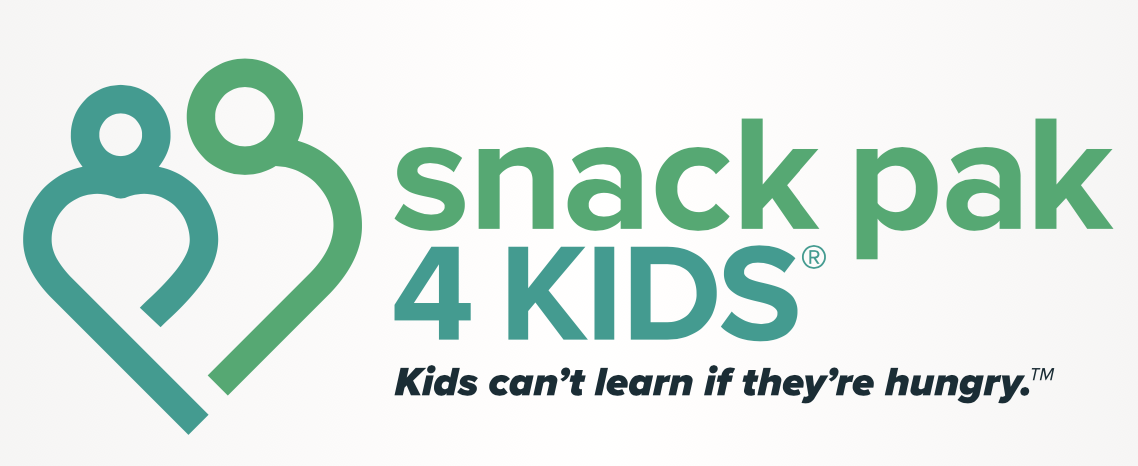 snack pak
4 KIDS®
Kids can’t learn if they’re hungry.™